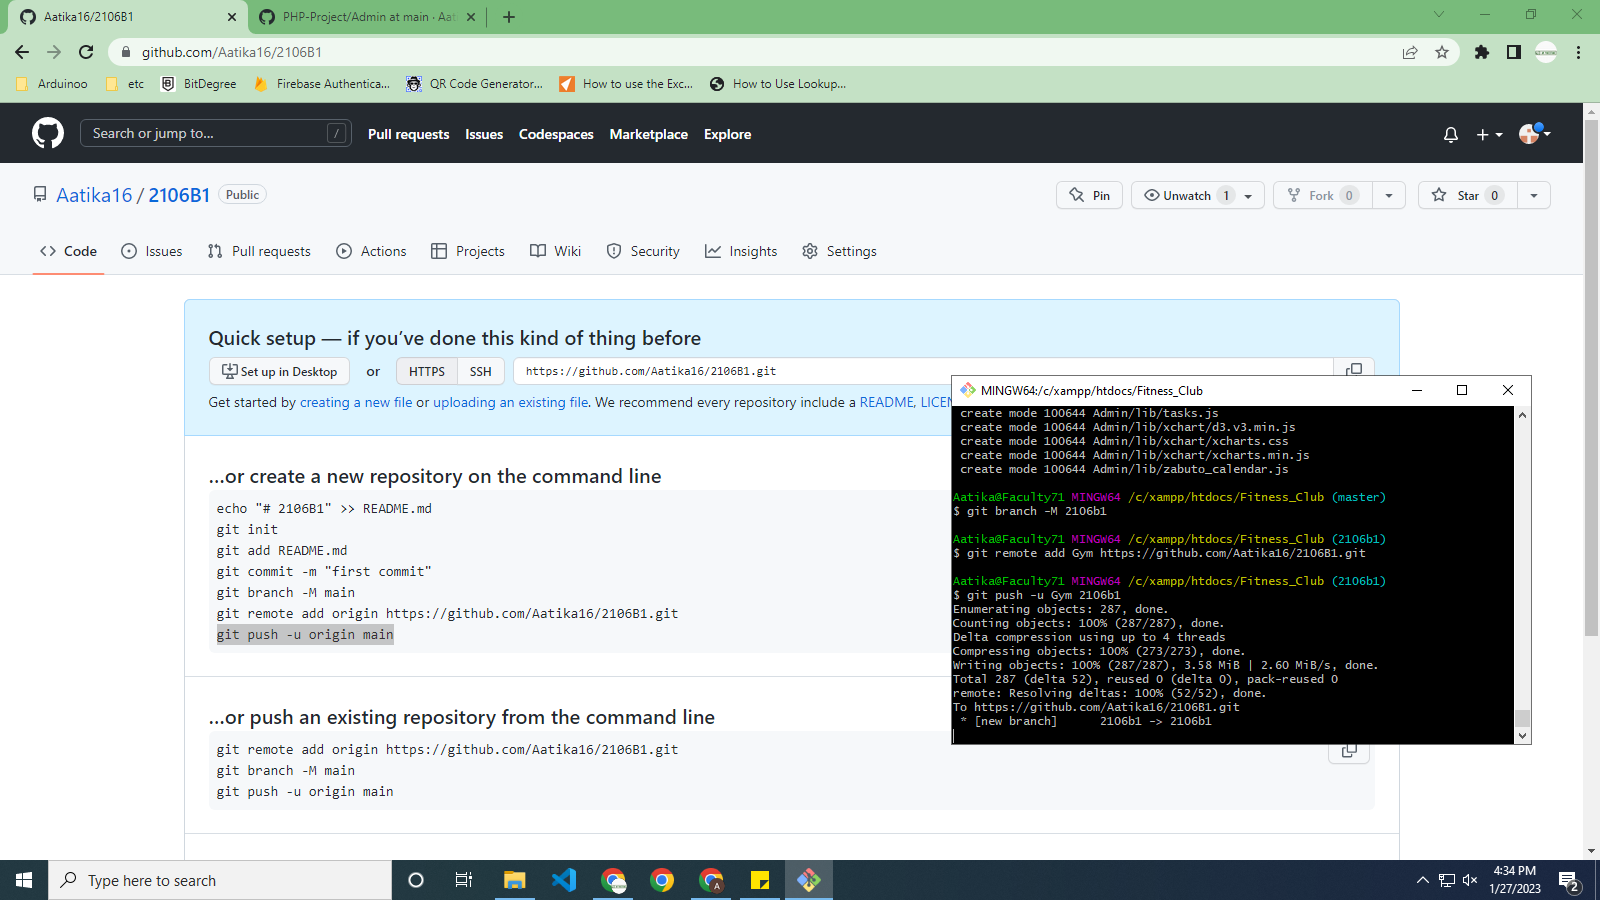 Aatika16/2106B1
PHP-Project/Admin at main · Aat
github.com/Aatika16/2106B1
Arduinoo
etc
BitDegree
Firebase Authentica...
QR Code Generator...
How to use the Exc...
How to Use Lookup...
Search or jump to...
/
Pull requests
Issues
Codespaces
Marketplace
Explore
Aatika16 / 2106B1
Public
Pin
Unwatch 1
Fork 0
Star 0
Code
Issues
Pull requests
Actions
Projects
Wiki
Security
Insights
Settings
Quick setup — if you’ve done this kind of thing before
Set up in Desktop
or
HTTPS
SSH
https://github.com/Aatika16/2106B1.git
Get started by creating a new file or uploading an existing file. We recommend every repository include a README, LICEN
…or create a new repository on the command line
echo "# 2106B1" >> README.md
git init
git add README.md
git commit -m "first commit"
git branch -M main
git remote add origin https://github.com/Aatika16/2106B1.git
git push -u origin main
…or push an existing repository from the command line
git remote add origin https://github.com/Aatika16/2106B1.git
git branch -M main
git push -u origin main
MINGW64:/c/xampp/htdocs/Fitness_Club
create mode 100644 Admin/lib/tasks.js
create mode 100644 Admin/lib/xchart/d3.v3.min.js
create mode 100644 Admin/lib/xchart/xcharts.css
create mode 100644 Admin/lib/xchart/xcharts.min.js
create mode 100644 Admin/lib/zabuto_calendar.js
Aatika@Faculty71 MINGW64 /c/xampp/htdocs/Fitness_Club (master)
$ git branch -M 2106b1
Aatika@Faculty71 MINGW64 /c/xampp/htdocs/Fitness_Club (2106b1)
$ git remote add Gym https://github.com/Aatika16/2106B1.git
Aatika@Faculty71 MINGW64 /c/xampp/htdocs/Fitness_Club (2106b1)
$ git push -u Gym 2106b1
Enumerating objects: 287, done.
Counting objects: 100% (287/287), done.
Delta compression using up to 4 threads
Compressing objects: 100% (273/273), done.
Writing objects: 100% (287/287), 3.58 MiB | 2.60 MiB/s, done.
Total 287 (delta 52), reused 0 (delta 0), pack-reused 0
remote: Resolving deltas: 100% (52/52), done.
To https://github.com/Aatika16/2106B1.git
* [new branch]      2106b1 -> 2106b1
Type here to search
A
4:34 PM
1/27/2023
2